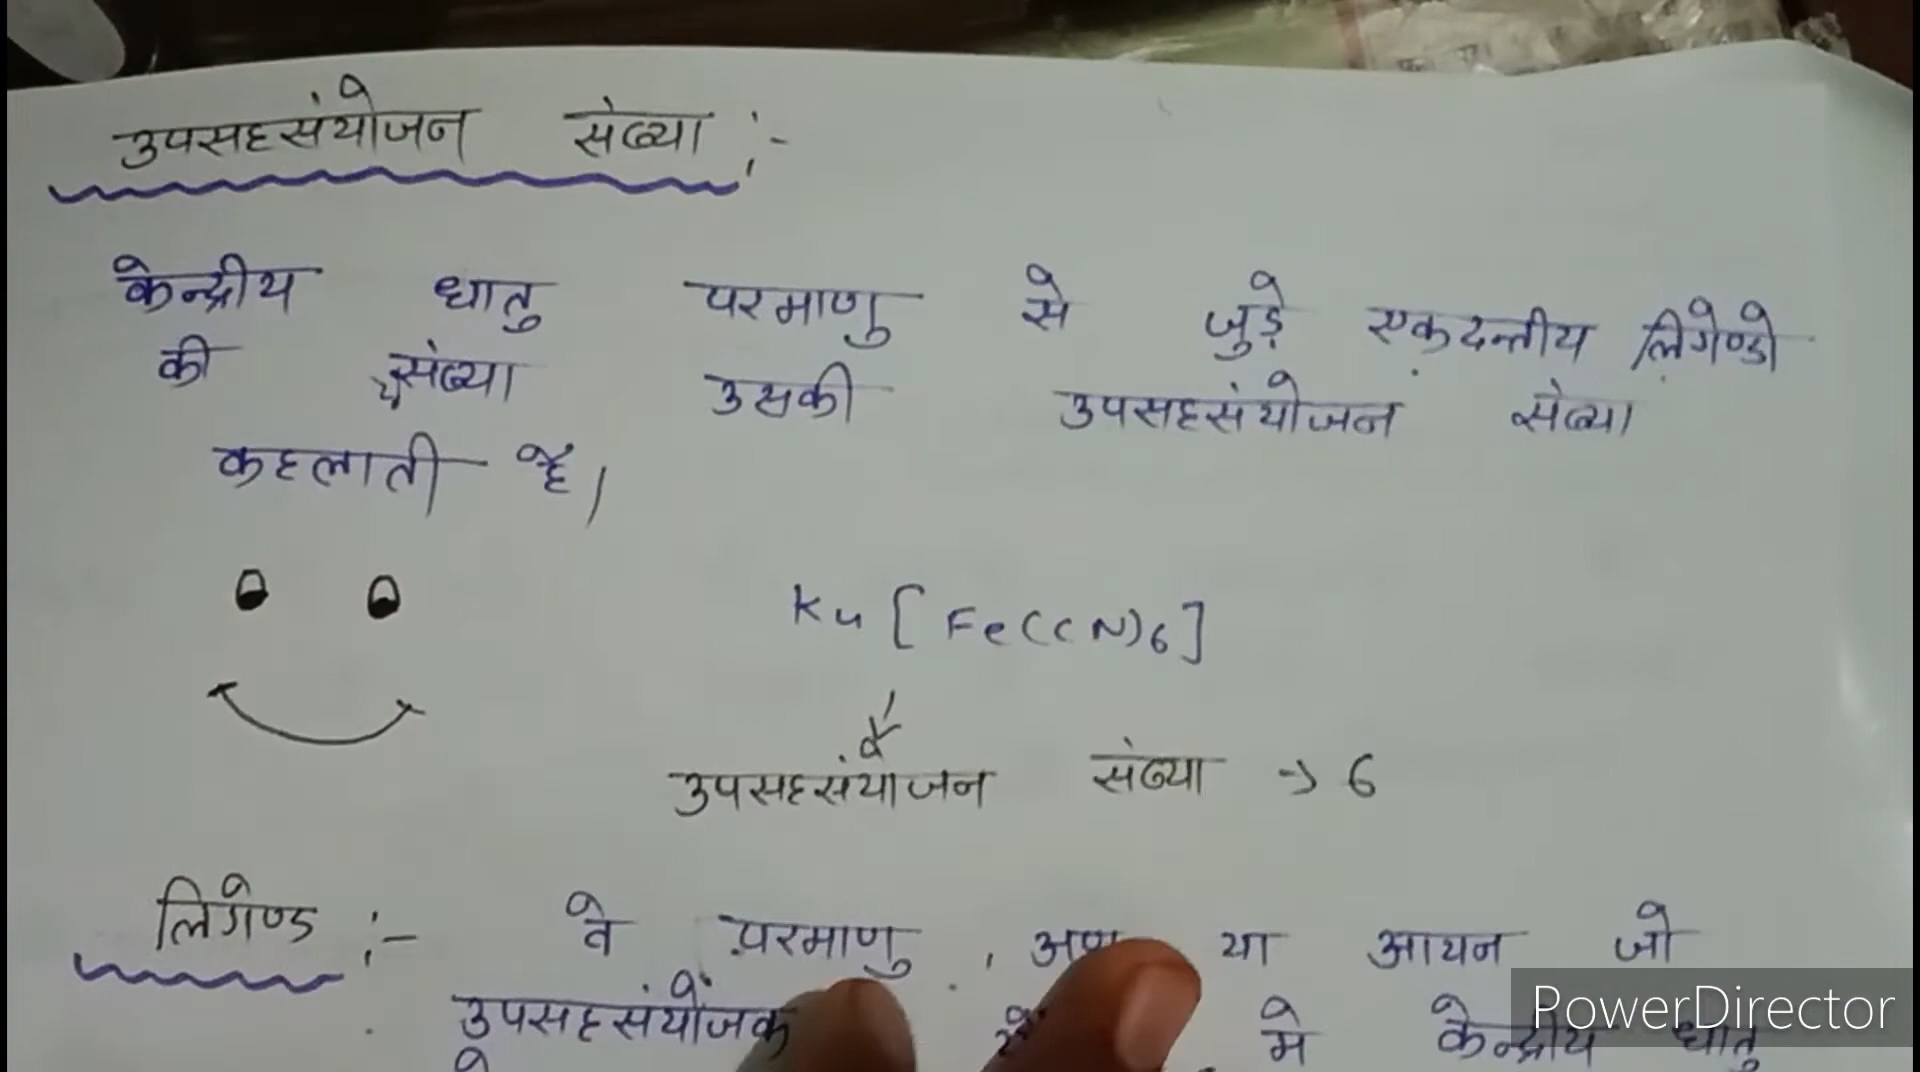 उपसहसंयोजन संख्या :-
केन्द्रीय धातु परमाणु से जुड़े एकदन्तीय लिगेण्डो
की संख्या उसकी उपसहसंयोजन संख्या
कहलाती है।
K4 [Fe(CN)6]
उपसहसंयोजन संख्या → 6
लिगेण्ड :- वे परमाणु, या आयन जो
उपसहसंयोजक मे केन्द्रीय धातु
PowerDirector